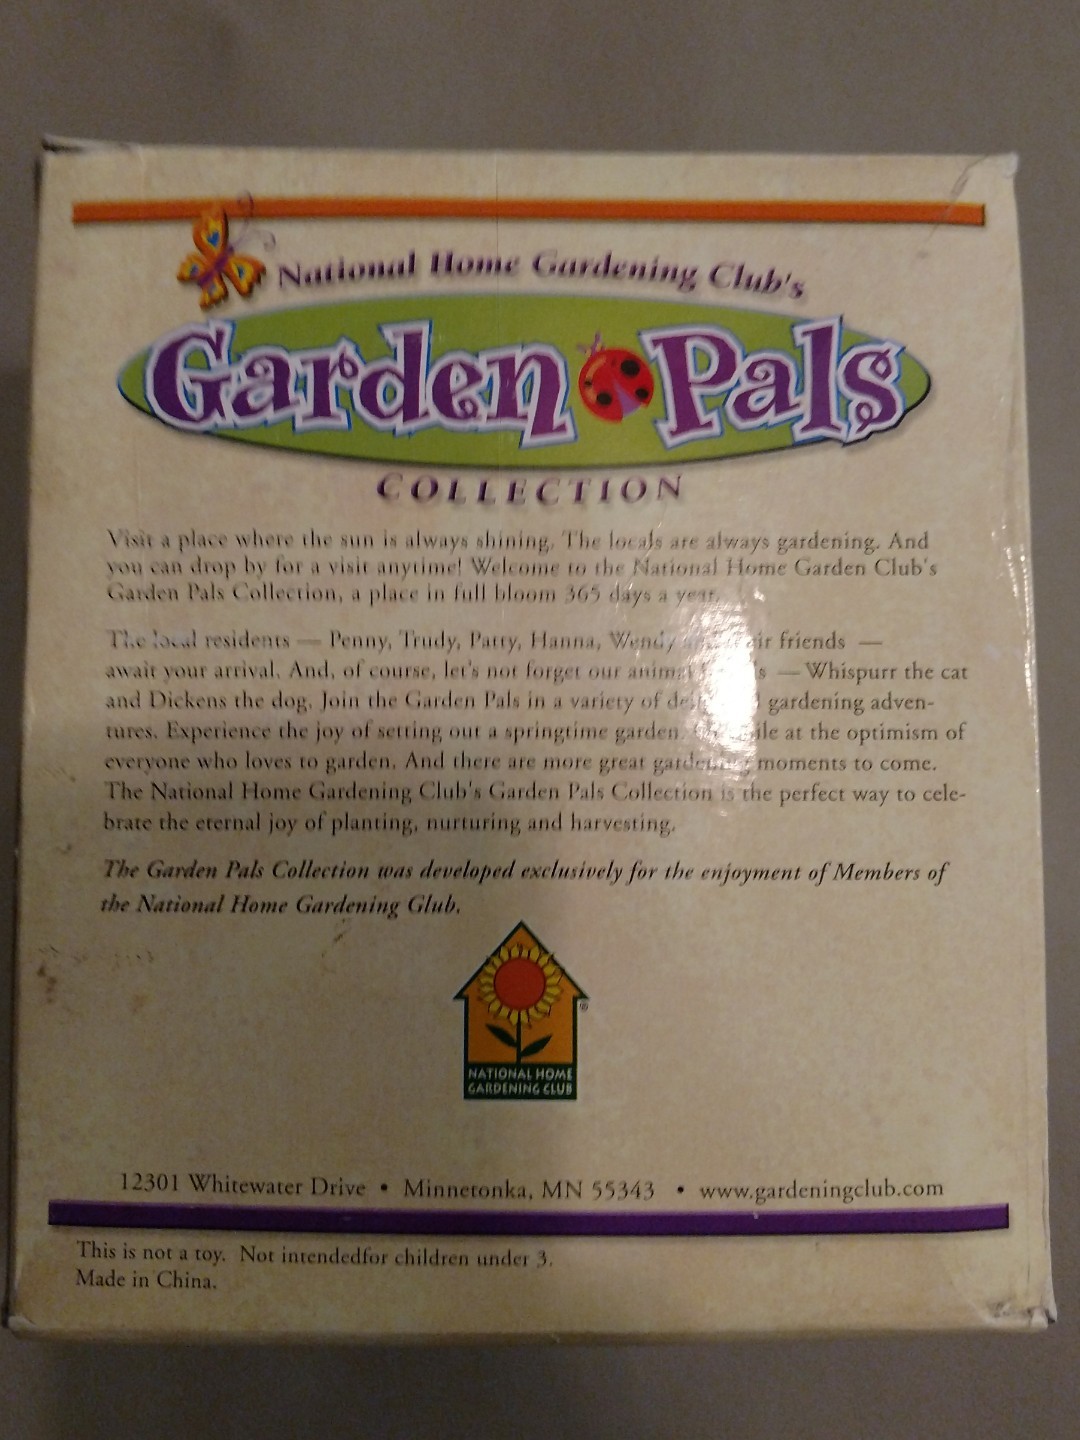 National Home Gardening Club's
Garden Pals
COLLECTION
Visit a place where the sun is always shining. The locals are always gardening. And
you can drop by for a visit anytime! Welcome to the National Home Garden Club's
Garden Pals Collection, a place in full bloom 365 days a year.
The local residents — Penny, Trudy, Patty, Hanna, Wendy friends —
await your arrival. And, of course, let's not forget our — Whispurr the cat
and Dickens the dog. Join the Garden Pals in a variety of gardening adven-
tures. Experience the joy of setting out a springtime garden. at the optimism of
everyone who loves to garden. And there are more great gardening moments to come.
The National Home Gardening Club's Garden Pals Collection is the perfect way to cele-
brate the eternal joy of planting, nurturing and harvesting.
The Garden Pals Collection was developed exclusively for the enjoyment of Members of
the National Home Gardening Glub.
®
NATIONAL HOME
GARDENING CLUB
12301 Whitewater Drive • Minnetonka, MN 55343 • www.gardeningclub.com
This is not a toy. Not intendedfor children under 3.
Made in China.